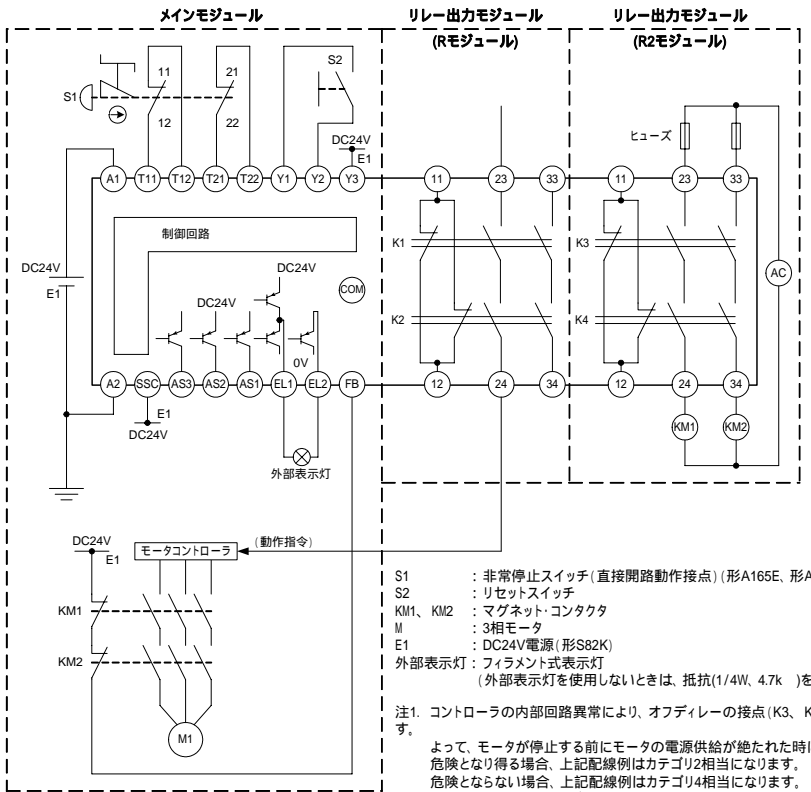 メインモジュール
リレー出力モジュール
(Rモジュール)
リレー出力モジュール
(R2モジュール)
S1
11
12
21
22
S2
DC24V
E1
ヒューズ
A1
T11
T12
T21
T22
Y1
Y2
Y3
11
23
33
11
23
33
制御回路
DC24V
E1
DC24V
DC24V
COM
0V
K1
K2
K3
K4
AC
A2
SSC
AS3
AS2
AS1
EL1
EL2
FB
12
24
34
12
24
34
E1
DC24V
外部表示灯
KM1
KM2
DC24V
E1
モータコントローラ
(動作指令)
KM1
KM2
M1
S1 : 非常停止スイッチ(直接開路動作接点)(形A165E、形A
S2 : リセットスイッチ
KM1、KM2 : マグネット・コンタクタ
M : 3相モータ
E1 : DC24V電源(形S82K)
外部表示灯 : フィラメント式表示灯
(外部表示灯を使用しないときは、抵抗(1/4W、4.7k )を
注1. コントローラの内部回路異常により、オフディレーの接点(K3、K
す。
よって、モータが停止する前にモータの電源供給が絶たれた時に
危険となり得る場合、上記配線例はカテゴリ2相当になります。
危険とならない場合、上記配線例はカテゴリ4相当になります。